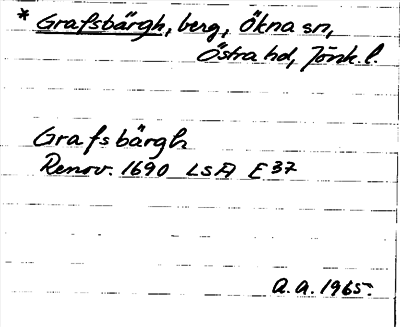 * Grafsbärgh, berg, Ökna sn,
Östra hd, Jönk. l.
Grafsbärgh
Renov. 1690 LSA E 37
A.A. 1965.